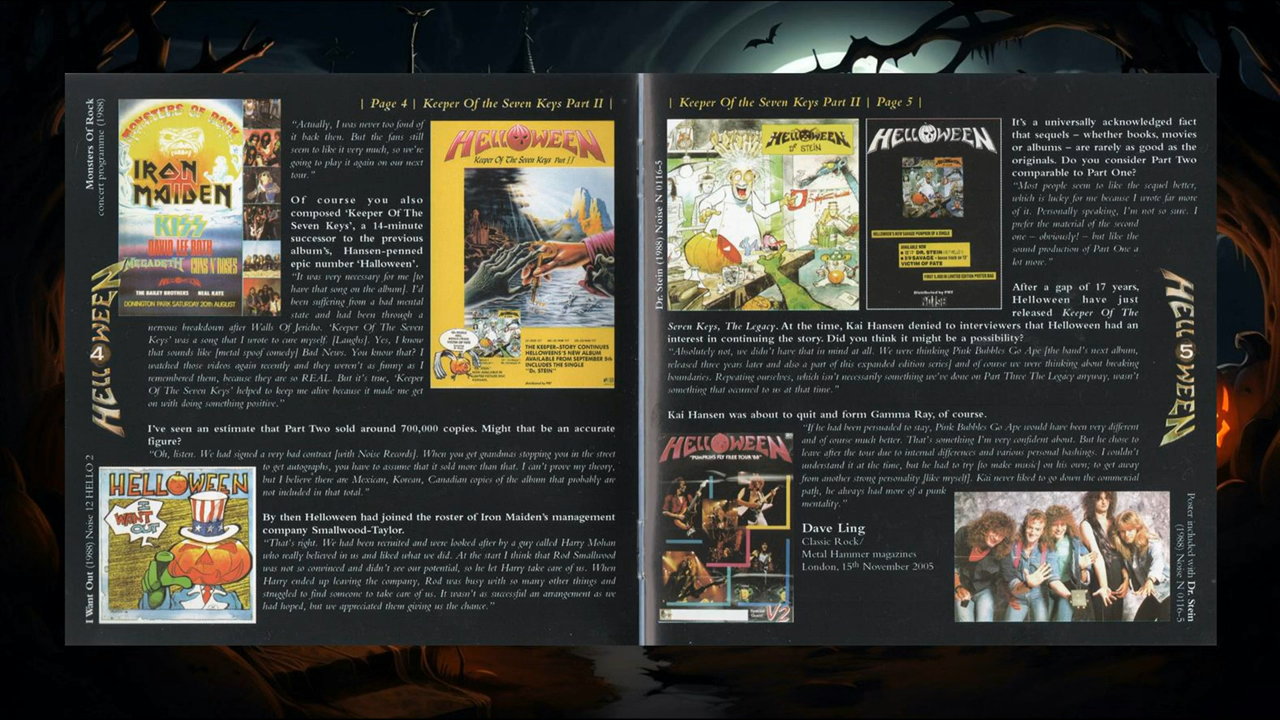 | Page 4 | Keeper Of the Seven Keys Part II |
Monsters Of Rock
concert programme (1988)
MONSTERS OF ROCK
IRON
MAIDEN
KISS
DAVID LEE ROTH
MEGADETH GUNS N' ROSES
HELLOWEEN
THE BAILEY BROTHERS NEAL KAYE
DONINGTON PARK SATURDAY 20th AUGUST
"Actually, I was never too fond of
it back then. But the fans still
seem to like it very much, so we're
going to play it again on our next
tour."
Of course you also
composed 'Keeper Of The
Seven Keys', a 14-minute
successor to the previous
album's, Hansen-penned
epic number 'Halloween'.
"It was very necessary for me [to
have that song on the album]. I'd
been suffering from a bad mental
state and had been through a
nervous breakdown after Walls Of Jericho. 'Keeper Of The Seven
Keys' was a song that I wrote to cure myself. [Laughs]. Yes, I know
that sounds like [metal spoof comedy] Bad News. You know that? I
watched those videos again recently and they weren't as funny as I
remembered them, because they are so REAL. But it's true, 'Keeper
Of The Seven Keys' helped to keep me alive because it made me get
on with doing something positive."
HELLOWEEN
Keeper Of The Seven Keys Part II
THE KEEPER-STORY CONTINUES
HELLOWEEN'S NEW ALBUM
AVAILABLE FROM SEPTEMBER 5th
INCLUDES THE SINGLE
"Dr. STEIN"
HELLOWEEN
4
I've seen an estimate that Part Two sold around 700,000 copies. Might that be an accurate
figure?
"Oh, listen. We had signed a very bad contract [with Noise Records]. When you get grandmas stopping you in the street
to get autographs, you have to assume that it sold more than that. I can't prove my theory,
but I believe there are Mexican, Korean, Canadian copies of the album that probably are
not included in that total."
I Want Out (1988) Noise 12 HELLO 2
HELLOWEEN
I
WANT
OUT
By then Helloween had joined the roster of Iron Maiden's management
company Smallwood-Taylor.
"That's right. We had been recruited and were looked after by a guy called Harry Mohan
who really believed in us and liked what we did. At the start I think that Rod Smallwood
was not so convinced and didn't see our potential, so he let Harry take care of us. When
Harry ended up leaving the company, Rod was busy with so many other things and
struggled to find someone to take care of us. It wasn't as successful an arrangement as we
had hoped, but we appreciated them giving us the chance."
| Keeper Of the Seven Keys Part II | Page 5 |
Dr. Stein (1988) Noise N 0116-5
HELLOWEEN
Dr STEIN
HELLOWEEN
HELLOWEEN'S NEW SAVAGE PUMPKIN OF A SINGLE
AVAILABLE NOW
VICTIM OF FATE
FIRST 5,000 IN LIMITED EDITION POSTER BAG
NOISE
It's a universally acknowledged fact
that sequels – whether books, movies
or albums – are rarely as good as the
originals. Do you consider Part Two
comparable to Part One?
"Most people seem to like the sequel better,
which is lucky for me because I wrote far more
of it. Personally speaking, I'm not so sure. I
prefer the material of the second
one – obviously! – but like the
sound production of Part One a
lot more."
After a gap of 17 years,
Helloween have just
released Keeper Of The
Seven Keys, The Legacy. At the time, Kai Hansen denied to interviewers that Helloween had an
interest in continuing the story. Did you think it might be a possibility?
"Absolutely not, we didn't have that in mind at all. We were thinking Pink Bubbles Go Ape [the band's next album,
released three years later and also a part of this expanded edition series] and of course we were thinking about breaking
boundaries. Repeating ourselves, which isn't necessarily something we've done on Part Three The Legacy anyway, wasn't
something that occurred to us at that time."
HELLOWEEN
5
Kai Hansen was about to quit and form Gamma Ray, of course.
"If he had been persuaded to stay, Pink Bubbles Go Ape would have been very different
and of course much better. That's something I'm very confident about. But he chose to
leave after the tour due to internal differences and various personal bashings. I couldn't
understand it at the time, but he had to try [to make music] on his own; to get away
from another strong personality [like myself]. Kai never liked to go down the commercial
path, he always had more of a punk
mentality."
HELLOWEEN
"PUMPKINS FLY FREE TOUR '88"
Special Guest V2
Dave Ling
Classic Rock/
Metal Hammer magazines
London, 15th November 2005
Poster included with Dr. Stein
(1988) Noise N 0116-5